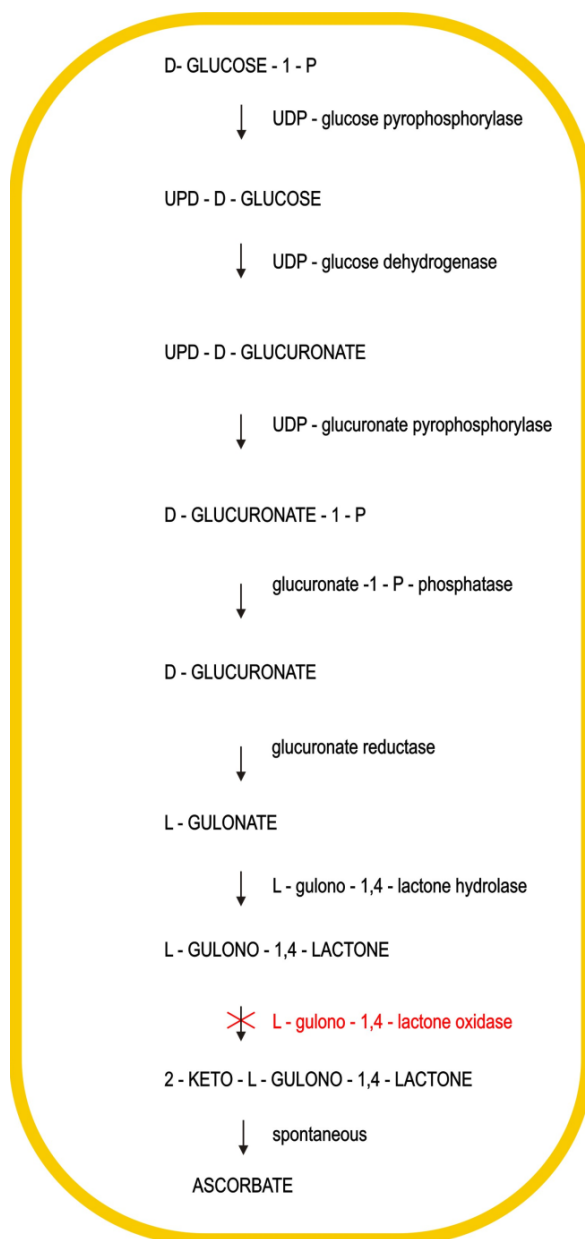 D- GLUCOSE - 1 - P
UDP - glucose pyrophosphorylase
UPD - D - GLUCOSE
UDP - glucose dehydrogenase
UPD - D - GLUCURONATE
UDP - glucuronate pyrophosphorylase
D - GLUCURONATE - 1 - P
glucuronate -1 - P - phosphatase
D - GLUCURONATE
glucuronate reductase
L - GULONATE
L - gulono - 1,4 - lactone hydrolase
L - GULONO - 1,4 - LACTONE
L - gulono - 1,4 - lactone oxidase
2 - KETO - L - GULONO - 1,4 - LACTONE
spontaneous
ASCORBATE